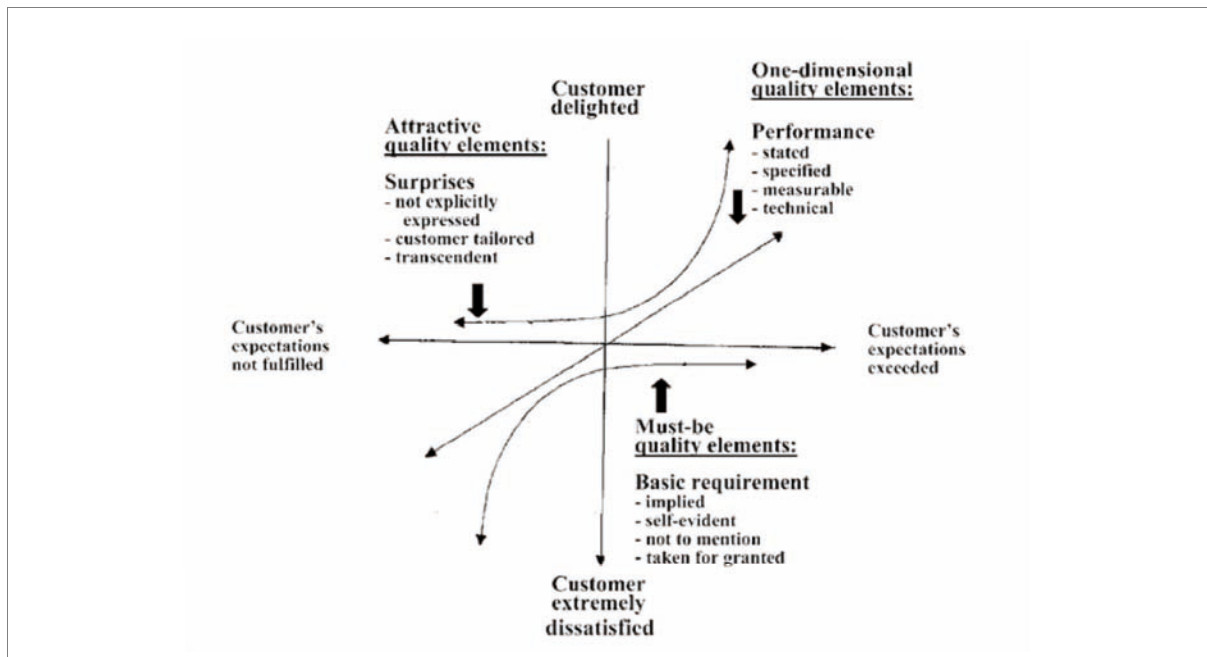 Customer
delighted
One-dimensional
quality elements:
Performance
- stated
- specified
- measurable
- technical
Attractive
quality elements:
Surprises
- not explicitly
expressed
- customer tailored
- transcendent
Customer's
expectations
not fulfilled
Customer's
expectations
exceeded
Must-be
quality elements:
Basic requirement
- implied
- self-evident
- not to mention
- taken for granted
Customer
extremely
dissatisfied